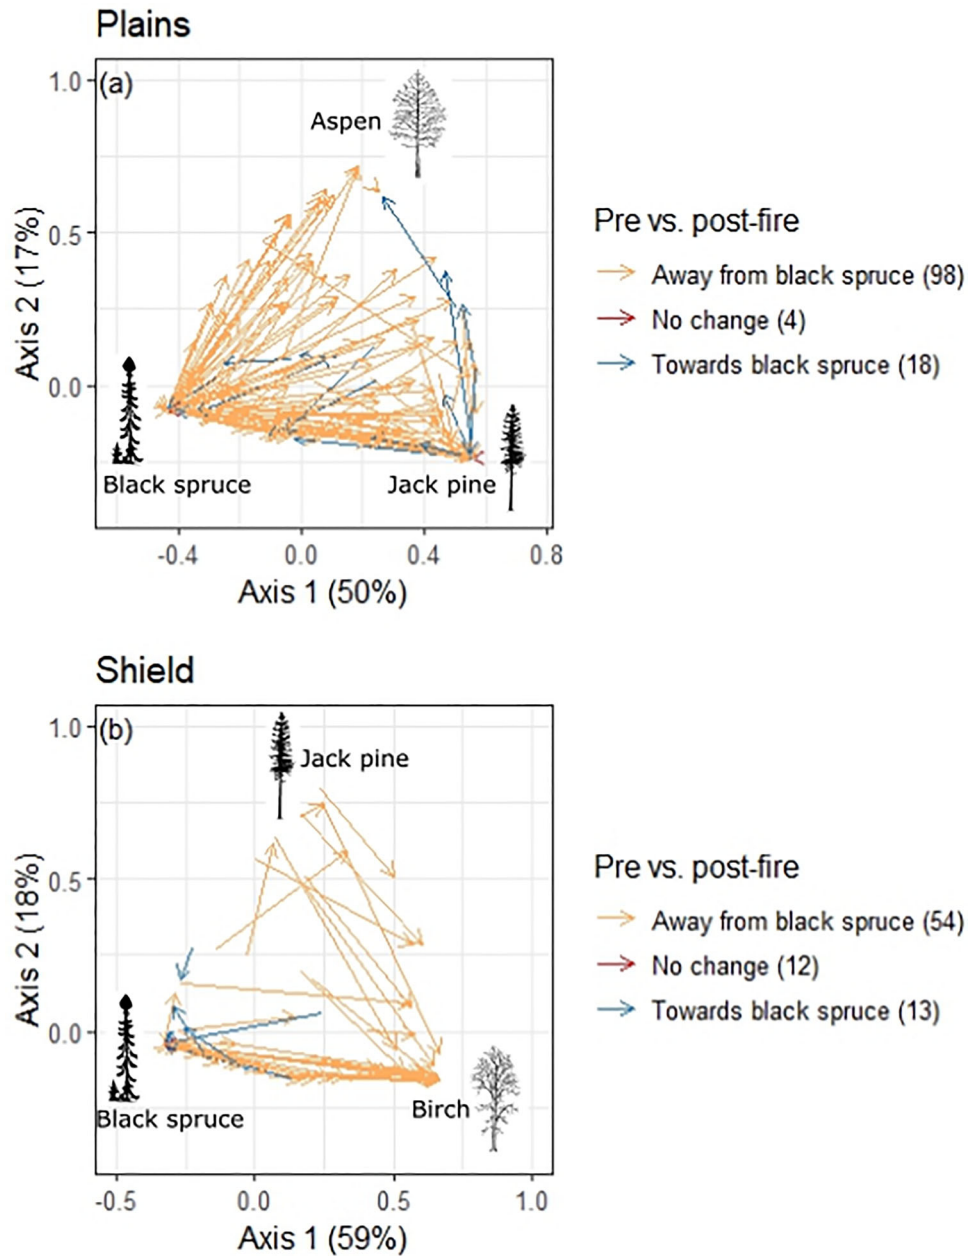 Plains
(a)
1.0
0.5
0.0
Axis 2 (17%)
Aspen
Black spruce
Jack pine
-0.4 0.0 0.4 0.8
Axis 1 (50%)
Pre vs. post-fire
Away from black spruce (98)
No change (4)
Towards black spruce (18)
Shield
(b)
1.0
0.5
0.0
Axis 2 (18%)
Jack pine
Black spruce
Birch
-0.5 0.0 0.5 1.0
Axis 1 (59%)
Pre vs. post-fire
Away from black spruce (54)
No change (12)
Towards black spruce (13)